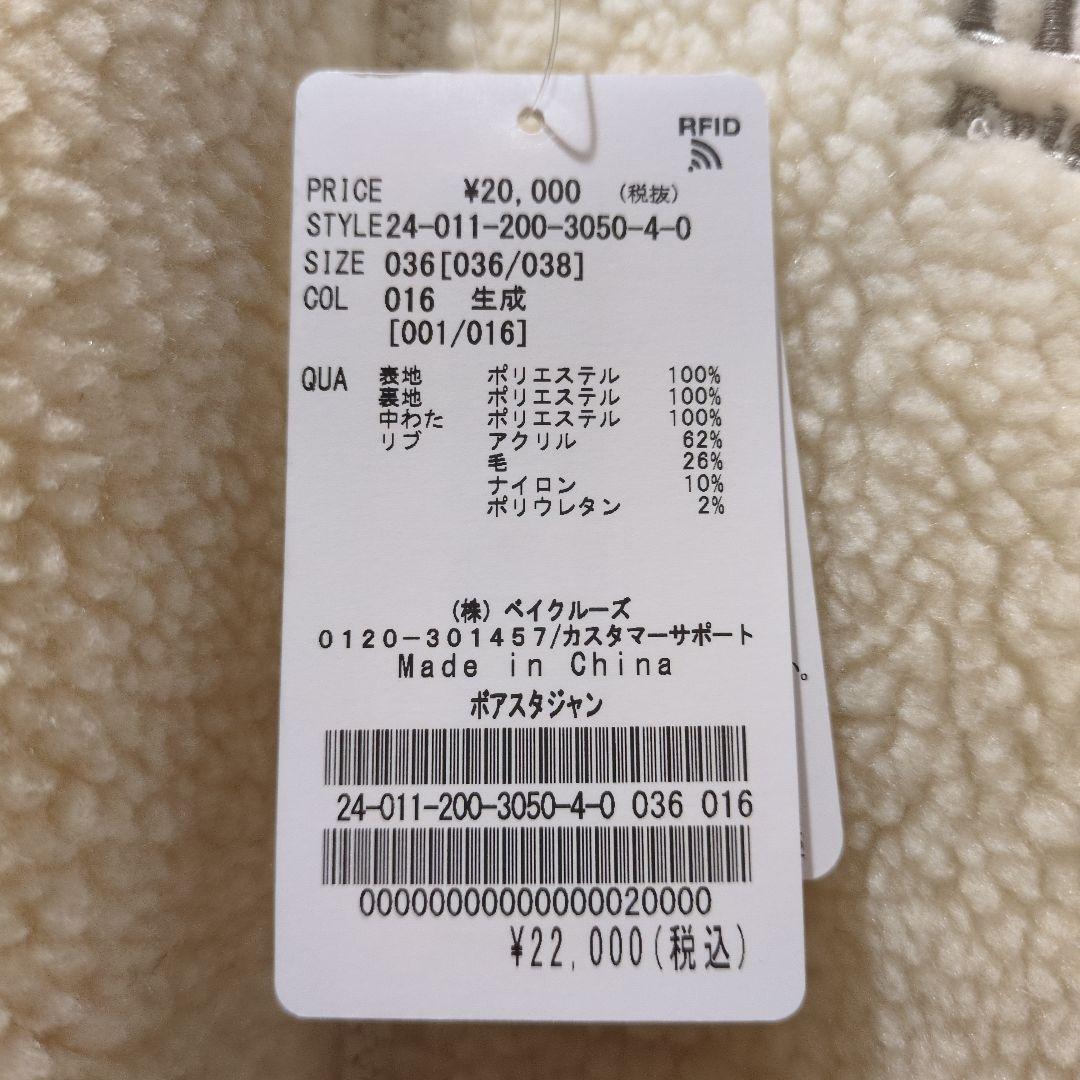 RFID
PRICE ¥20,000 (税抜)
STYLE 24-011-200-3050-4-0
SIZE 036[036/038]
COL 016 生成
[001/016]
QUA 表地 ポリエステル 100%
裏地 ポリエステル 100%
中わた ポリエステル 100%
リブ アクリル 62%
毛 26%
ナイロン 10%
ポリウレタン 2%
(株) ベイクルーズ
0120-301457/カスタマーサポート
Made in China
ボアスタジャン
24-011-200-3050-4-0 036 016
00000000000000020000
¥22,000(税込)